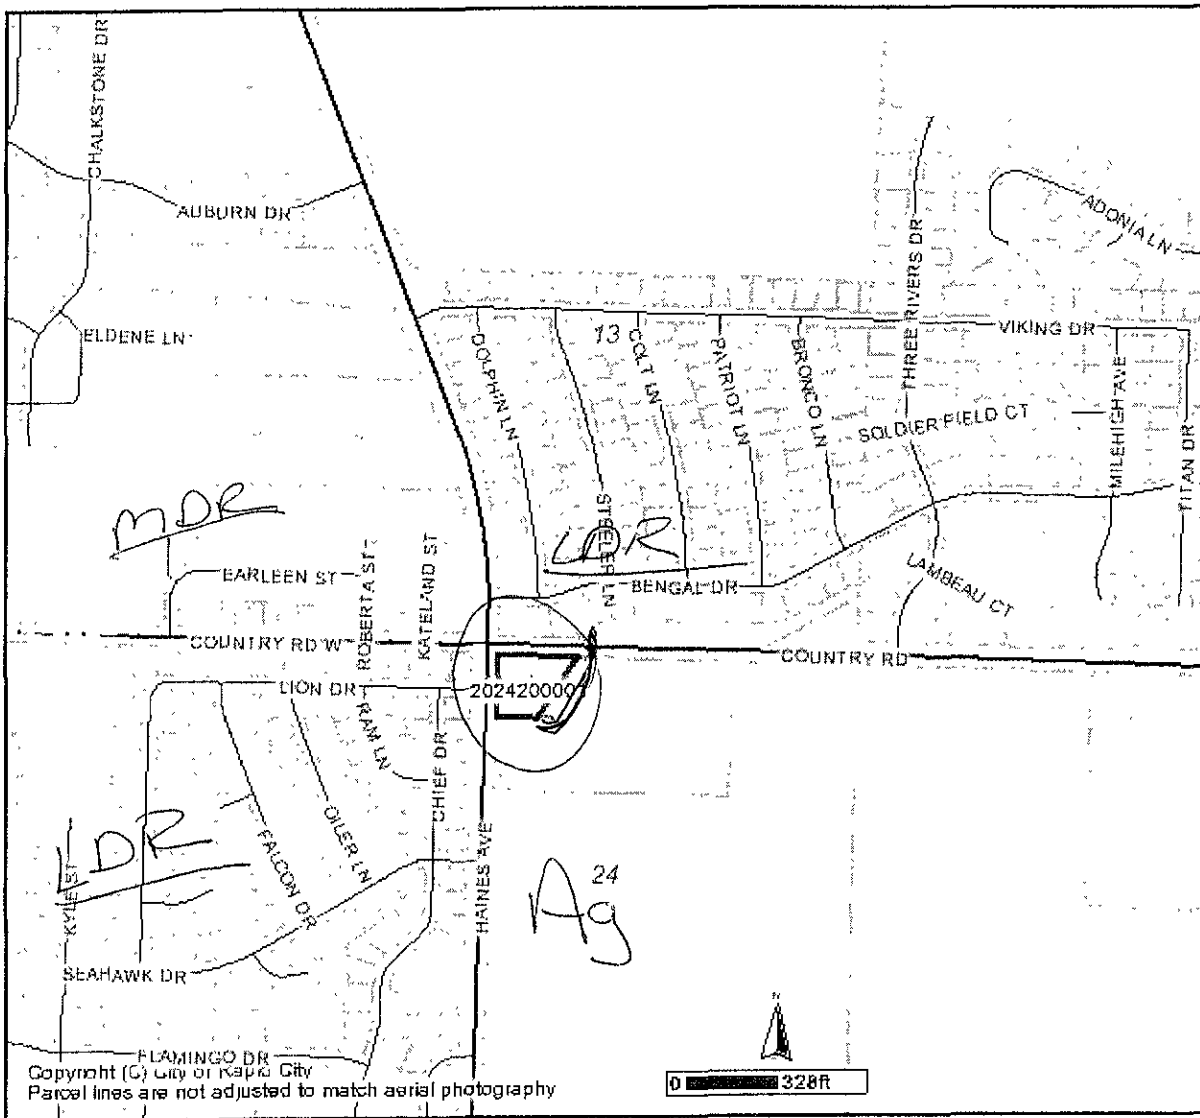 CHALKSTONE DR
AUBURN DR
ADONIA LN
THREE RIVERS DR
ELDENE LN
13
VIKING DR
DOLPHIN LN
COLT LN
PATRIOT LN
BRONCO LN
SOLDIER FIELD CT
MILEHIGH AVE
TITAN DR
MDR
STEELER LN
DR
EARLEEN ST
ROBERTA ST
KATELAND ST
BENGAL DR
LAMBEAU CT
COUNTRY RD W
COUNTRY RD
LION DR
RAM LN
CHIEF DR
OILER LN
FALCON DR
LDR
KYLE ST
HAINES AVE
24
Ag
SEAHAWK DR
FLAMINGO DR
N
Copyright (C) City of Rapid City
Parcel lines are not adjusted to match aerial photography
0 328ft